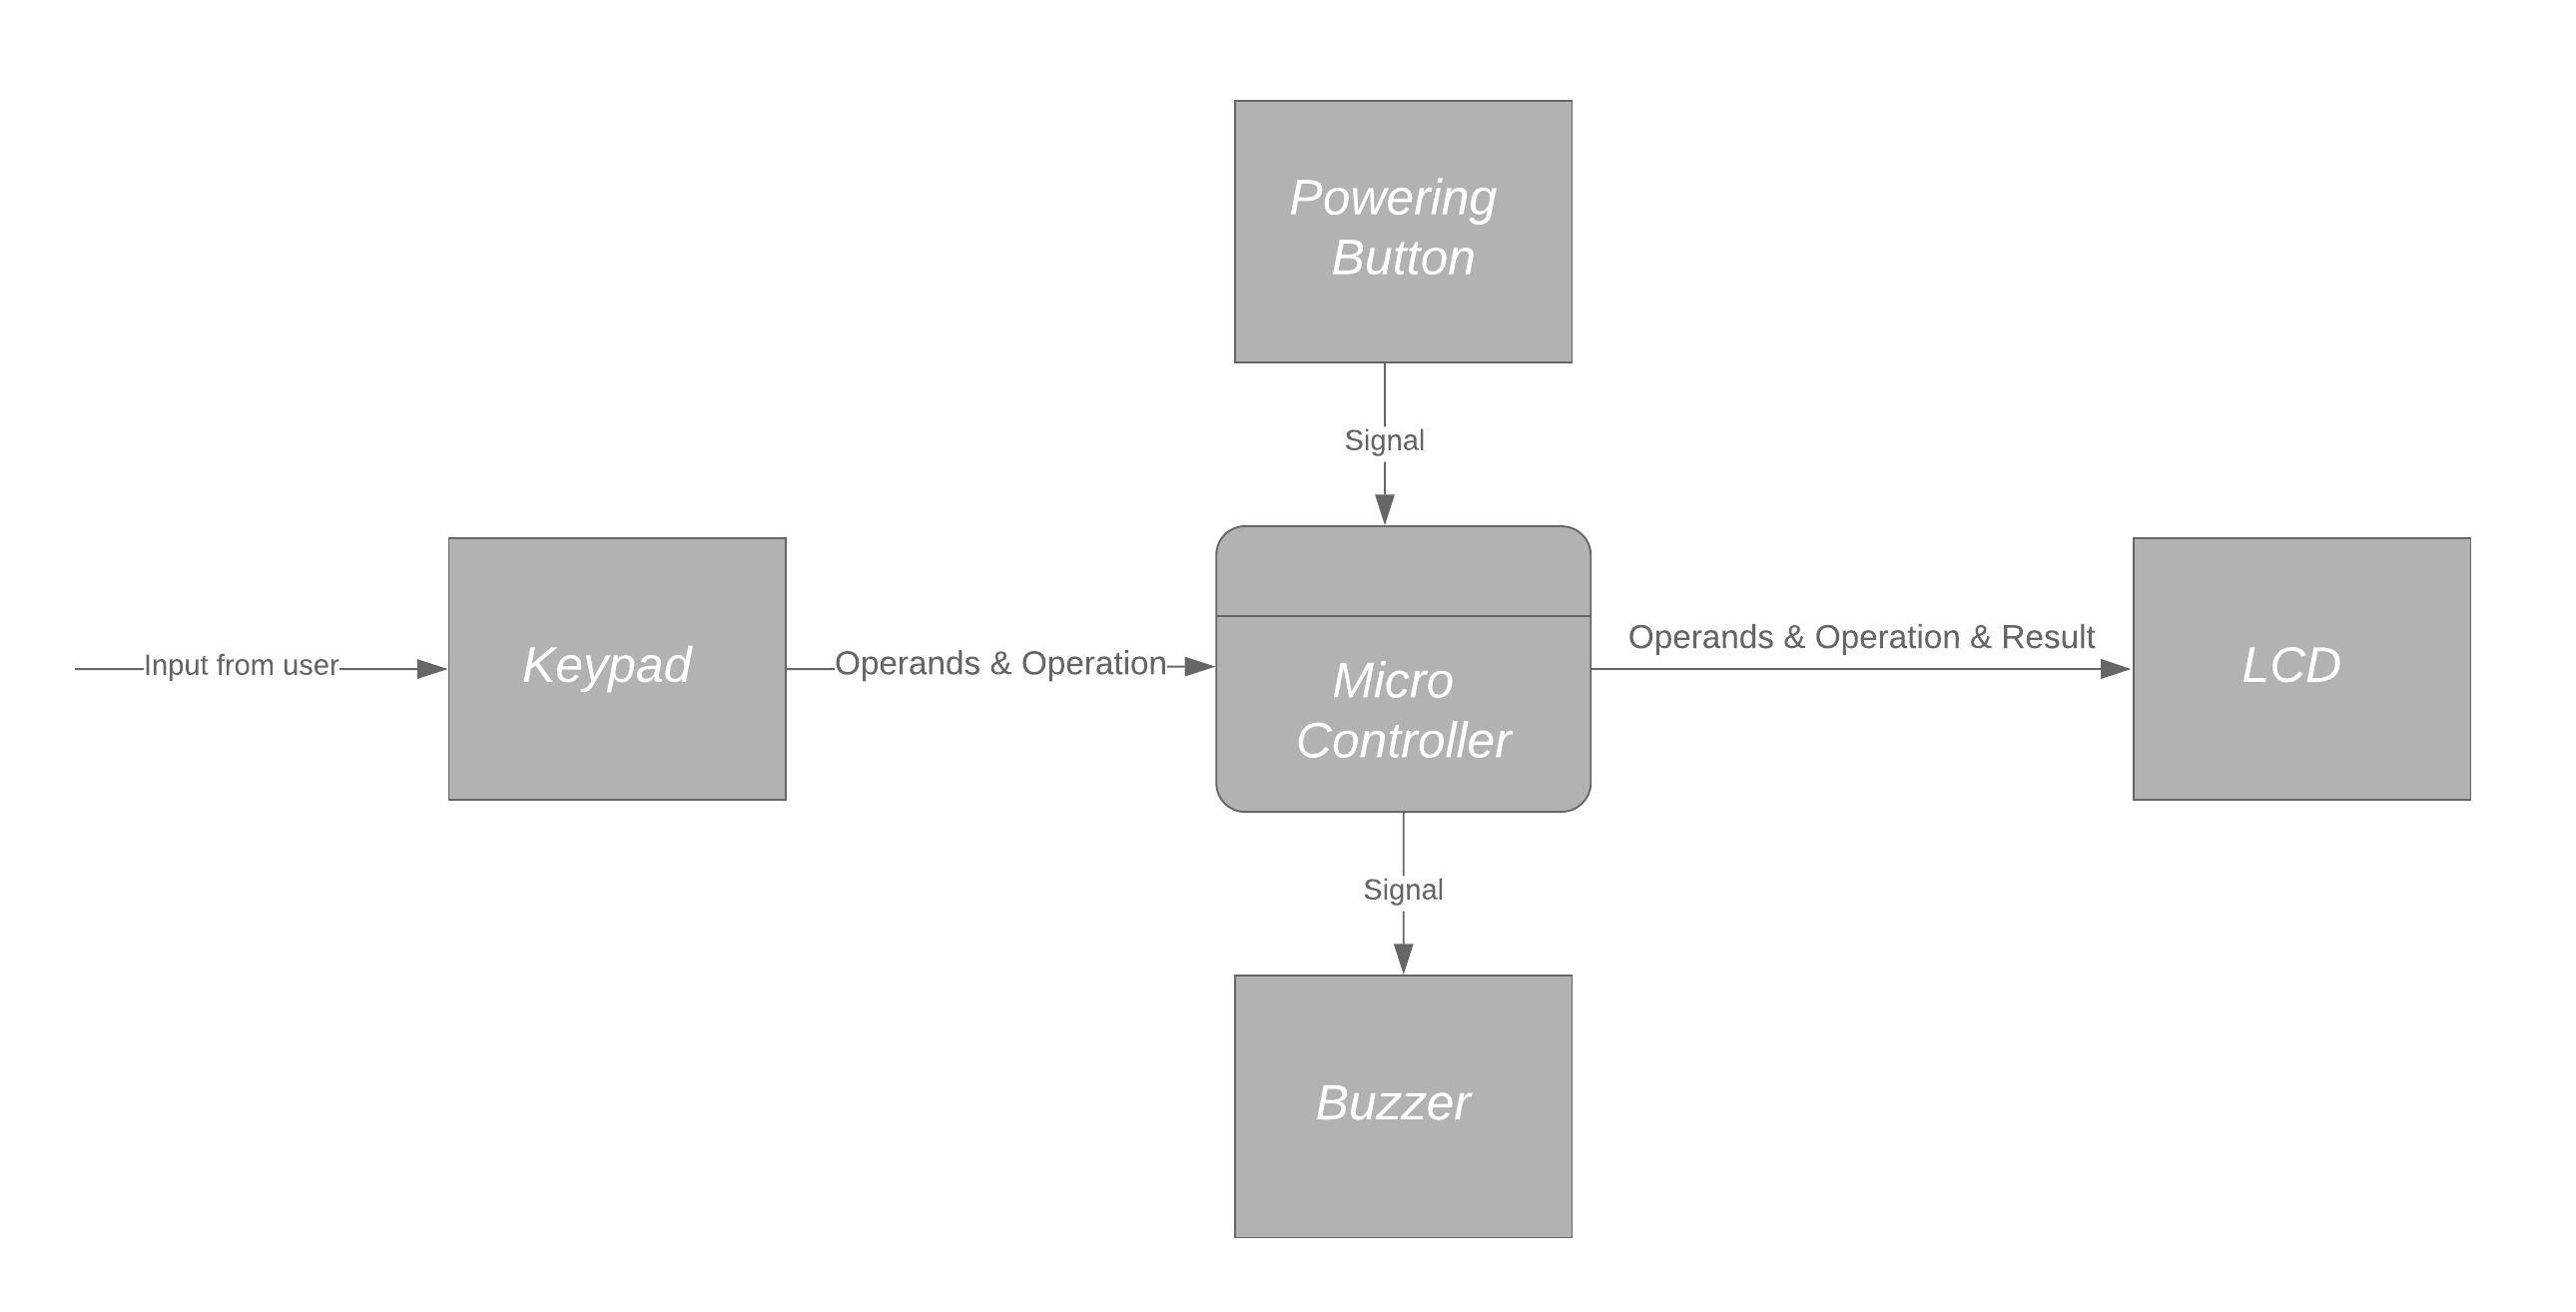 Powering
Button
Signal
Input from user
Keypad
Operands & Operation
Micro
Controller
Operands & Operation & Result
LCD
Signal
Buzzer